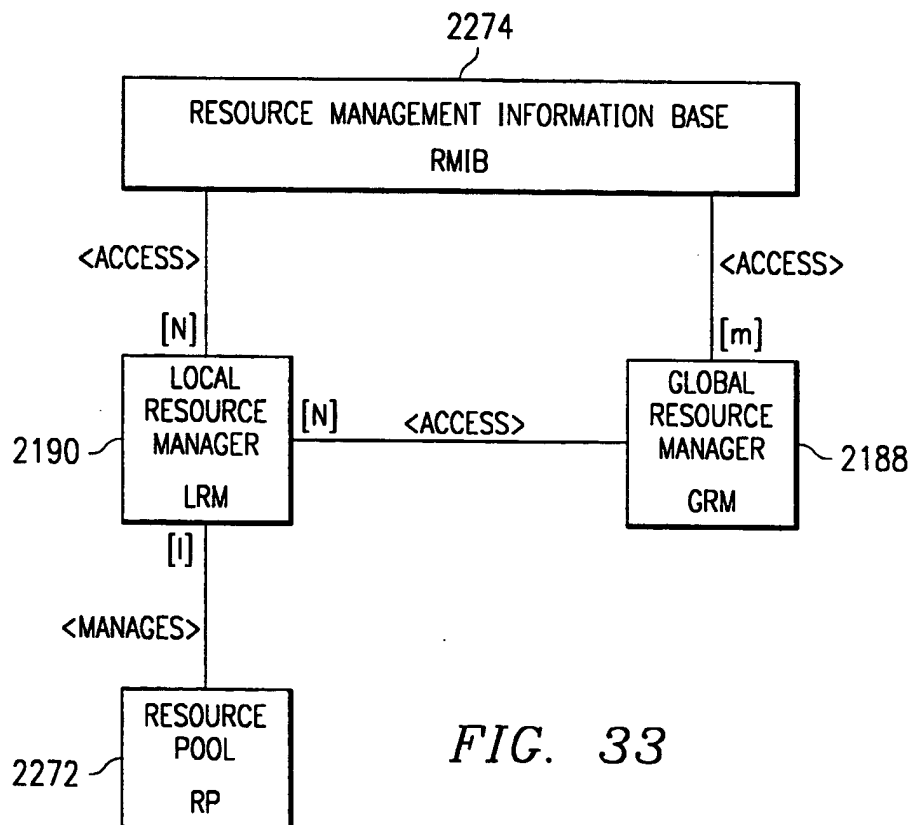 2274
RESOURCE MANAGEMENT INFORMATION BASE
RMIB
<ACCESS>
<ACCESS>
[N]
[m]
LOCAL
RESOURCE
MANAGER
LRM
[N]
<ACCESS>
GLOBAL
RESOURCE
MANAGER
GRM
2190
2188
[I]
<MANAGES>
RESOURCE
POOL
RP
2272
FIG. 33